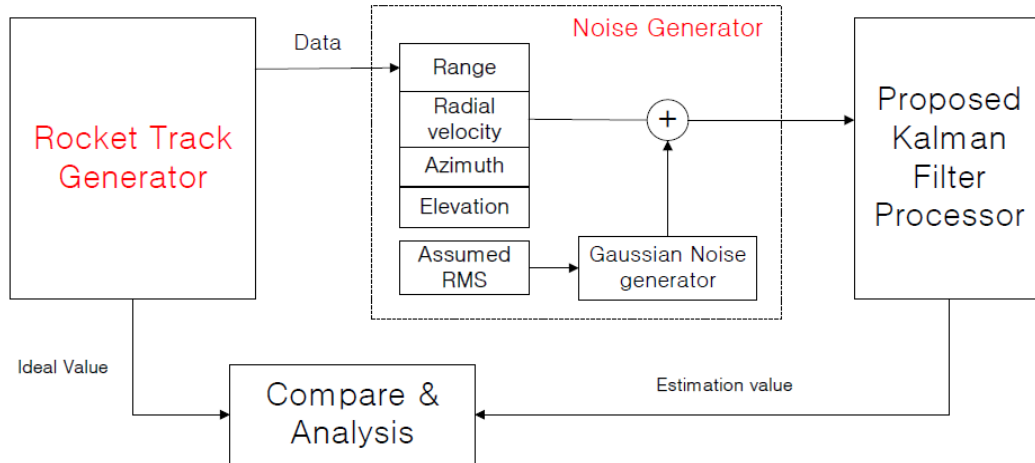 Noise Generator
Data
Range
Radial
velocity
Azimuth
Elevation
Assumed
RMS
+
Gaussian Noise
generator
Rocket Track
Generator
Proposed
Kalman
Filter
Processor
Ideal Value
Estimation value
Compare &
Analysis